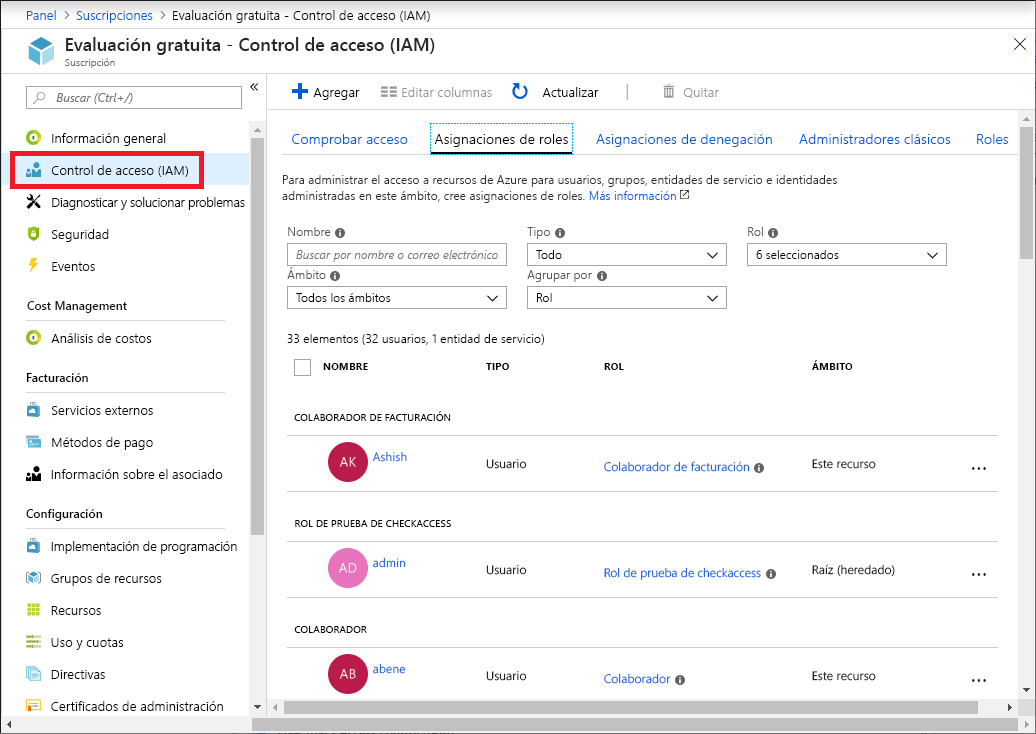 Panel > Suscripciones > Evaluación gratuita - Control de acceso (IAM)
Evaluación gratuita - Control de acceso (IAM)
Suscripción
Buscar (Ctrl+/)
Información general
Control de acceso (IAM)
Diagnosticar y solucionar problemas
Seguridad
Eventos
Cost Management
Análisis de costos
Facturación
Servicios externos
Métodos de pago
Información sobre el asociado
Configuración
Implementación de programación
Grupos de recursos
Recursos
Uso y cuotas
Directivas
Certificados de administración
Agregar Editar columnas Actualizar Quitar
Comprobar acceso Asignaciones de roles Asignaciones de denegación Administradores clásicos Roles
Para administrar el acceso a recursos de Azure para usuarios, grupos, entidades de servicio e identidades
administradas en este ámbito, cree asignaciones de roles. Más información
Nombre Tipo Rol
Buscar por nombre o correo electrónico Todo 6 seleccionados
Ámbito Agrupar por
Todos los ámbitos Rol
33 elementos (32 usuarios, 1 entidad de servicio)
NOMBRE TIPO ROL ÁMBITO
COLABORADOR DE FACTURACIÓN
AK Ashish Usuario Colaborador de facturación Este recurso ...
ROL DE PRUEBA DE CHECKACCESS
AD admin Usuario Rol de prueba de checkaccess Raíz (heredado) ...
COLABORADOR
AB abene Usuario Colaborador Este recurso ...